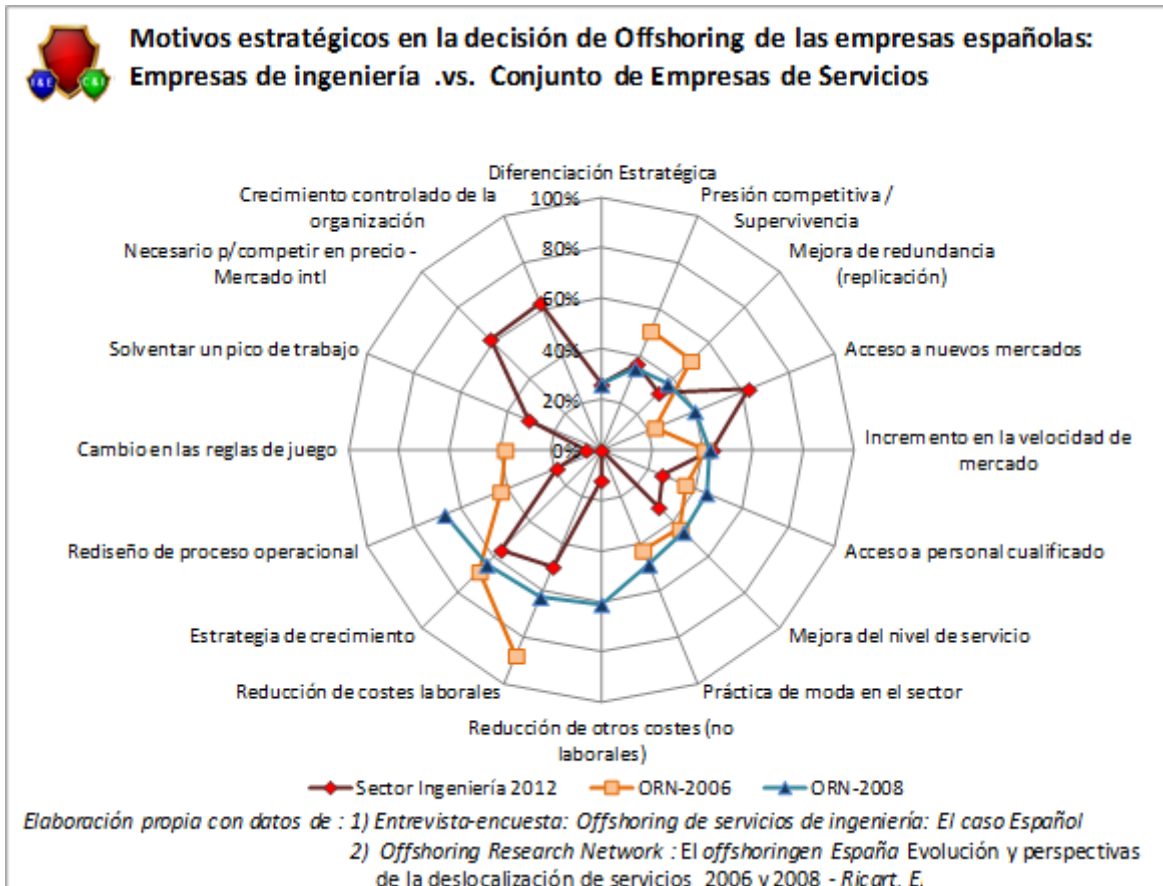 Motivos estratégicos en la decisión de Offshoring de las empresas españolas:
Empresas de ingeniería .vs. Conjunto de Empresas de Servicios
I & E
C & I
Diferenciación Estratégica
Crecimiento controlado de la
organización
Presión competitiva /
Supervivencia
Necesario p/competir en precio -
Mercado intl
Mejora de redundancia
(replicación)
Solventar un pico de trabajo
Acceso a nuevos mercados
Cambio en las reglas de juego
Incremento en la velocidad de
mercado
Rediseño de proceso operacional
Acceso a personal cualificado
Estrategia de crecimiento
Mejora del nivel de servicio
Reducción de costes laborales
Práctica de moda en el sector
Reducción de otros costes (no
laborales)
100%
80%
60%
40%
20%
0%
Sector Ingeniería 2012
ORN-2006
ORN-2008
Elaboración propia con datos de : 1) Entrevista-encuesta: Offshoring de servicios de ingeniería: El caso Español
2) Offshoring Research Network : El offshoringen España Evolución y perspectivas
de la deslocalización de servicios 2006 y 2008 - Ricart, E.